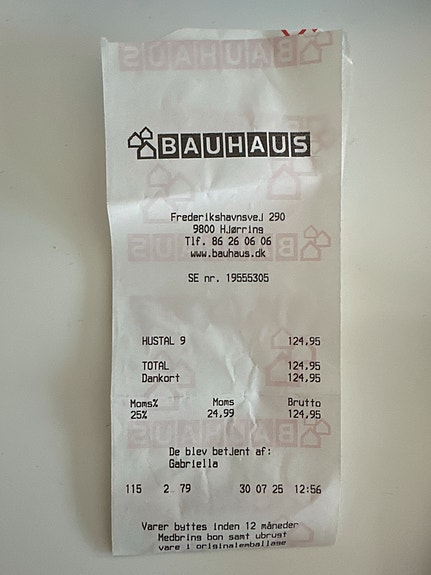 BAUHAUS
Frederikshavnsvej 290
9800 Hjørring
Tlf. 86 26 06 06
www.bauhaus.dk
SE nr. 19555305
HUSTAL 9 124,95
TOTAL 124,95
Dankort 124,95
Moms% Moms Brutto
25% 24,99 124,95
De blev betjent af:
Gabriella
115 2 79 30 07 25 12:56
Varer byttes inden 12 måneder
Medbring bon samt ubrugt
vare i originalemballage